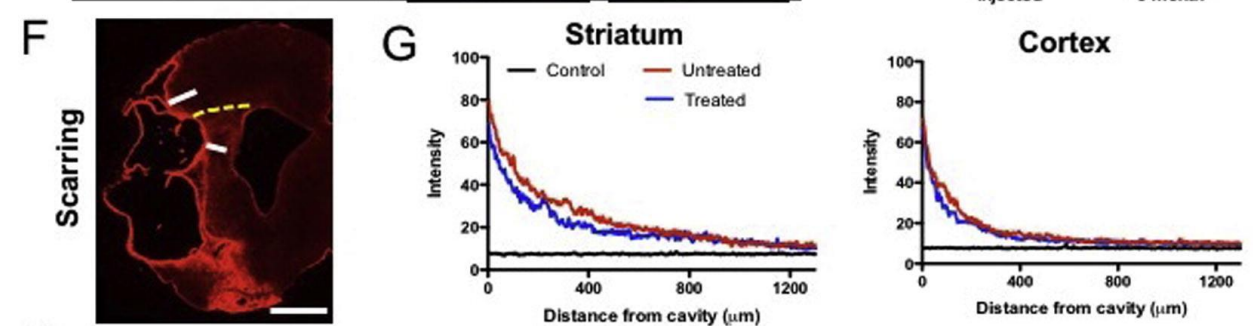 F
Scarring
G
Striatum
Control
Untreated
Treated
Intensity
100
80
60
40
20
0
0 400 800 1200
Distance from cavity (μm)
Cortex
Intensity
100
80
60
40
20
0
0 400 800 1200
Distance from cavity (μm)